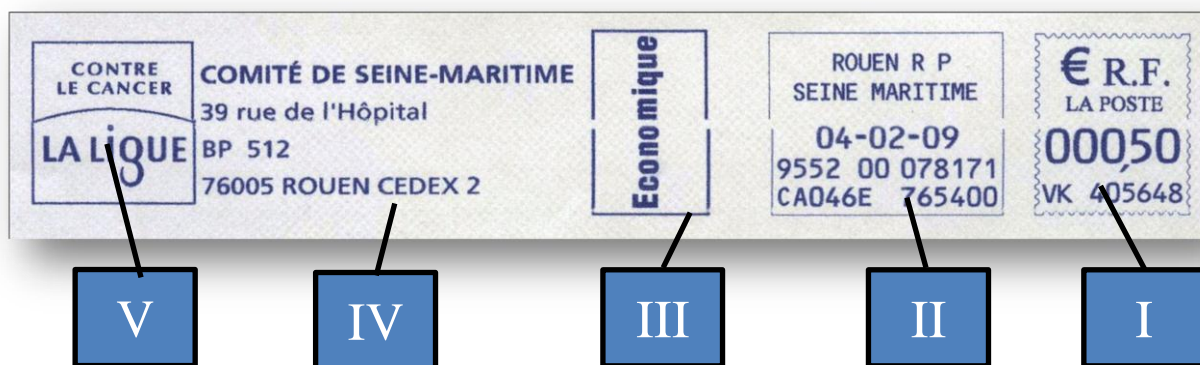 CONTRE
LE CANCER
LA LiGUE
COMITÉ DE SEINE-MARITIME
39 rue de l'Hôpital
BP 512
76005 ROUEN CEDEX 2
Economique
ROUEN R P
SEINE MARITIME
04-02-09
9552 00 078171
CA046E 765400
€ R.F.
LA POSTE
000,50
VK 405648
V
IV
III
II
I